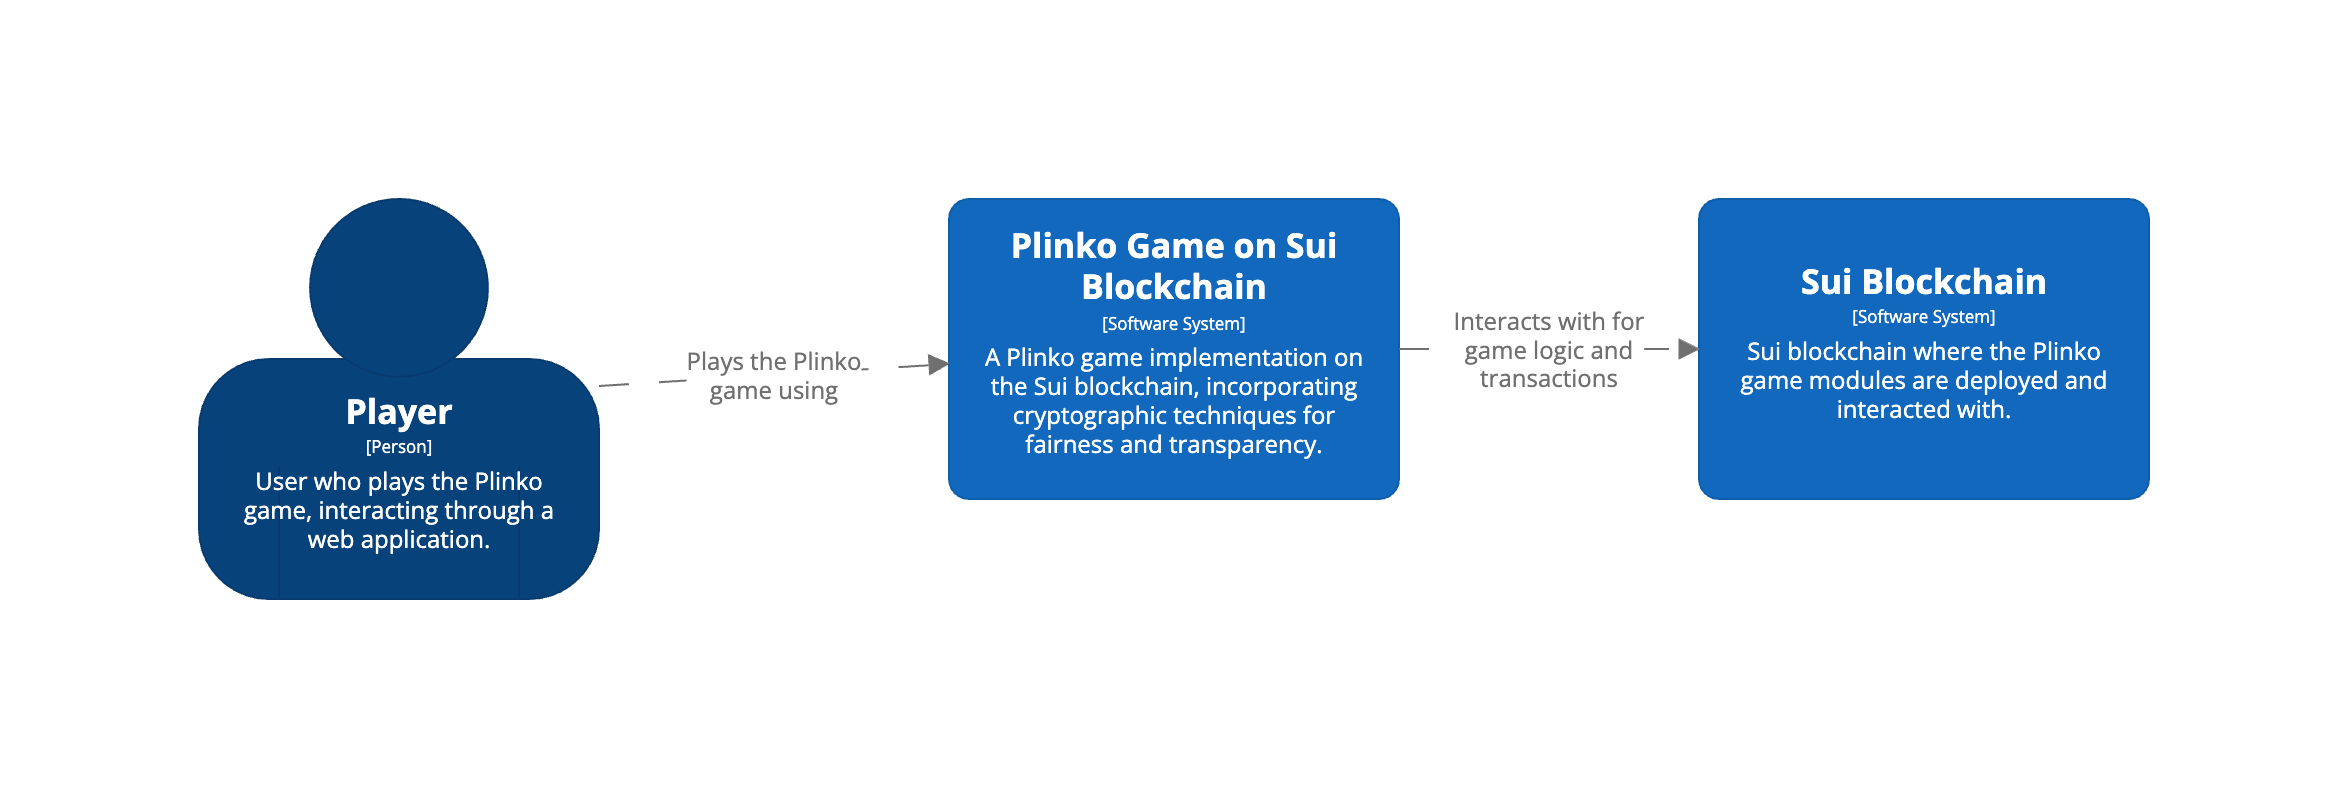 Player
[Person]
User who plays the Plinko
game, interacting through a
web application.
Plays the Plinko
game using
Plinko Game on Sui
Blockchain
[Software System]
A Plinko game implementation on
the Sui blockchain, incorporating
cryptographic techniques for
fairness and transparency.
Interacts with for
game logic and
transactions
Sui Blockchain
[Software System]
Sui blockchain where the Plinko
game modules are deployed and
interacted with.